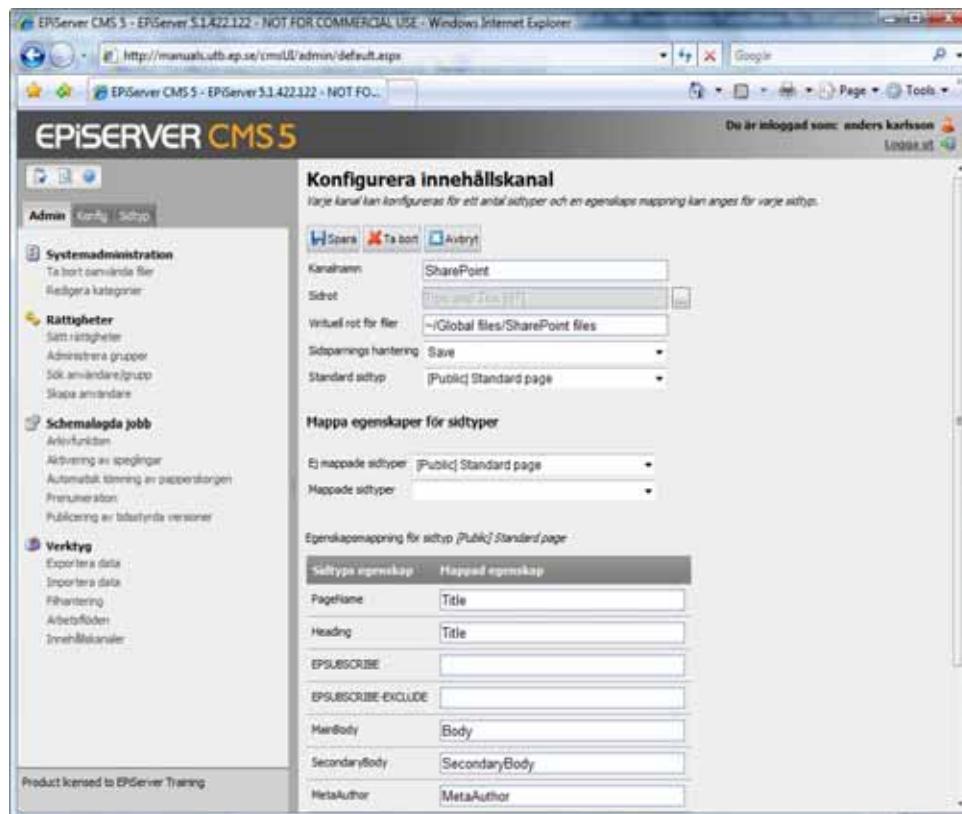 EPiServer CMS 5 - EPiServer 5.1.422.122 - NOT FOR COMMERCIAL USE - Windows Internet Explorer
http://manuals.utb.ep.se/cmsUI/admin/default.aspx
Google
EPiServer CMS 5 - EPiServer 5.1.422.122 - NOT FO...
Page
Tools
EPiSERVER CMS 5
Du är inloggad som: anders karlsson
Logga ut
Admin Konfig Sidtyp
Systemadministration
Ta bort oanvända filer
Redigera kategorier
Rättigheter
Sätt rättigheter
Administrera grupper
Sök användare/grupp
Skapa användare
Schemalagda jobb
Arkivfunktion
Aktivering av speglingar
Automatisk tömning av papperskorgen
Prenumeration
Publicering av tidsstyrda versioner
Verktyg
Exportera data
Importera data
Filhantering
Arbetsflöden
Innehållskanaler
Product licensed to EPiServer Training
Konfigurera innehållskanal
Varje kanal kan konfigureras för ett antal sidtyper och en egenskaps mappning kan anges för varje sidtyp.
Spara Ta bort Avbryt
Kanalnamn SharePoint
Sidrot ...
Virtuell rot för filer ~/Global files/SharePoint files
Sidsparnings hantering Save
Standard sidtyp [Public] Standard page
Mappa egenskaper för sidtyper
Ej mappade sidtyper [Public] Standard page
Mappade sidtyper
Egenskapsmappning för sidtyp [Public] Standard page
Sidtyps egenskap Mappad egenskap
PageName Title
Heading Title
EPSUBSCRIBE
EPSUBSCRIBE-EXCLUDE
MainBody Body
SecondaryBody SecondaryBody
MetaAuthor MetaAuthor